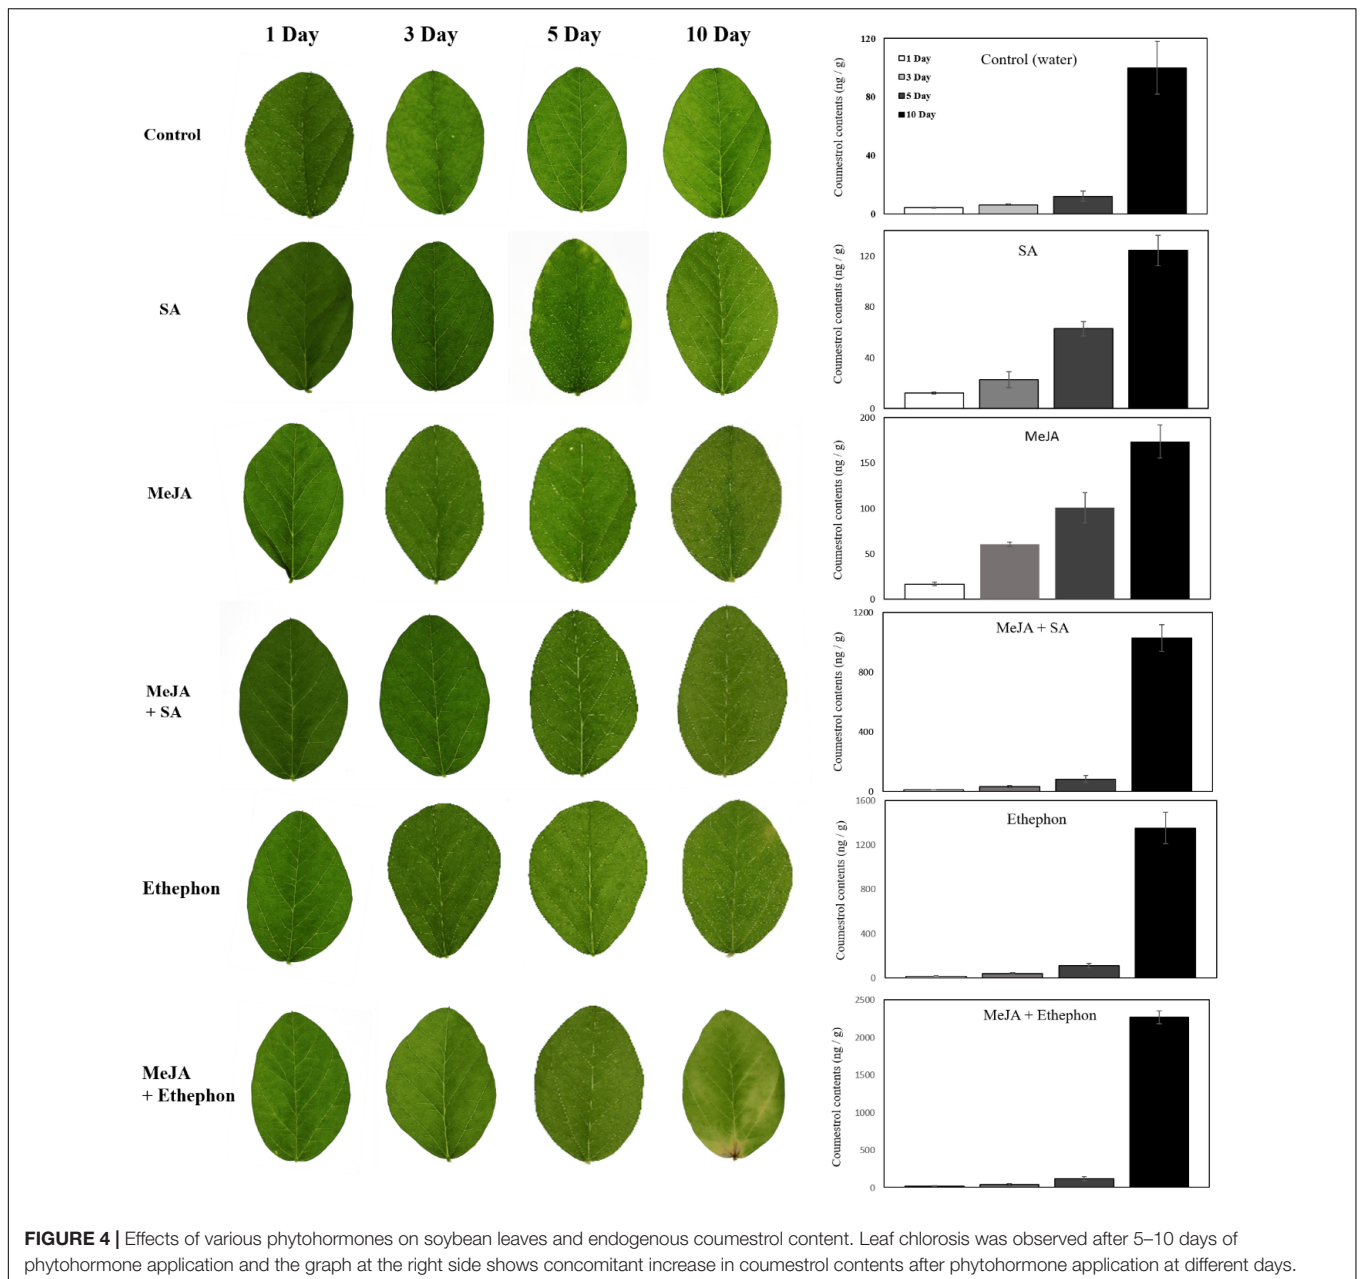 1 Day 3 Day 5 Day 10 Day
Control
SA
MeJA
MeJA
+ SA
Ethephon
MeJA
+ Ethephon
Control (water)
1 Day
3 Day
5 Day
10 Day
Coumestrol contents (ng / g)
120
80
40
0
SA
Coumestrol contents (ng / g)
120
80
40
0
MeJA
Coumestrol contents (ng / g)
200
150
100
50
0
MeJA + SA
Coumestrol contents (ng / g)
1200
800
400
0
Ethephon
Coumestrol contents (ng / g)
1600
1200
800
400
0
MeJA + Ethephon
Coumestrol contents (ng / g)
2500
2000
1500
1000
500
0
FIGURE 4 | Effects of various phytohormones on soybean leaves and endogenous coumestrol content. Leaf chlorosis was observed after 5–10 days of
phytohormone application and the graph at the right side shows concomitant increase in coumestrol contents after phytohormone application at different days.